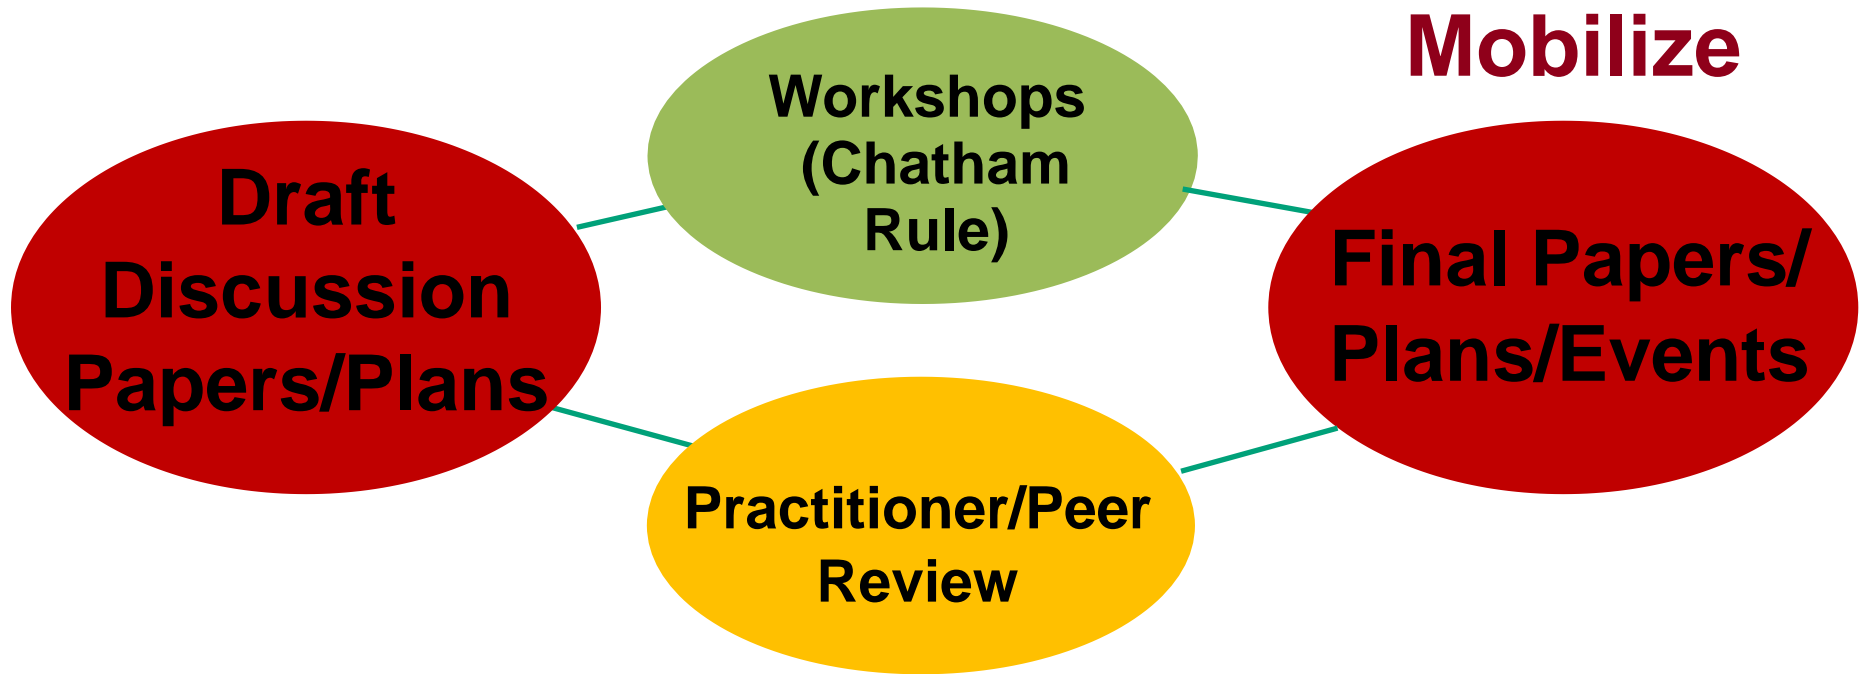 Mobilize
Workshops
(Chatham
Rule)
Draft
Discussion
Papers/Plans
Final Papers/
Plans/Events
Practitioner/Peer
Review